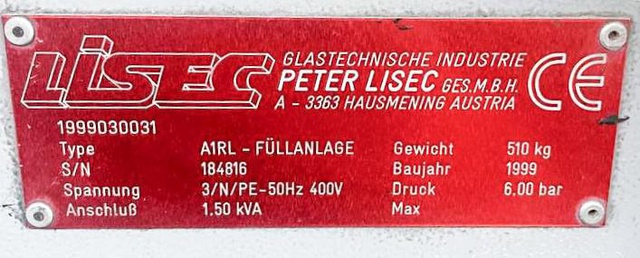 LISEC
GLASTECHNISCHE INDUSTRIE
PETER LISEC GES.M.B.H.
A - 3363 HAUSMENING AUSTRIA
CE
1999030031
Type A1RL - FÜLLANLAGE Gewicht 510 kg
S/N 184816 Baujahr 1999
Spannung 3/N/PE-50Hz 400V Druck 6.00 bar
Anschluß 1.50 kVA Max